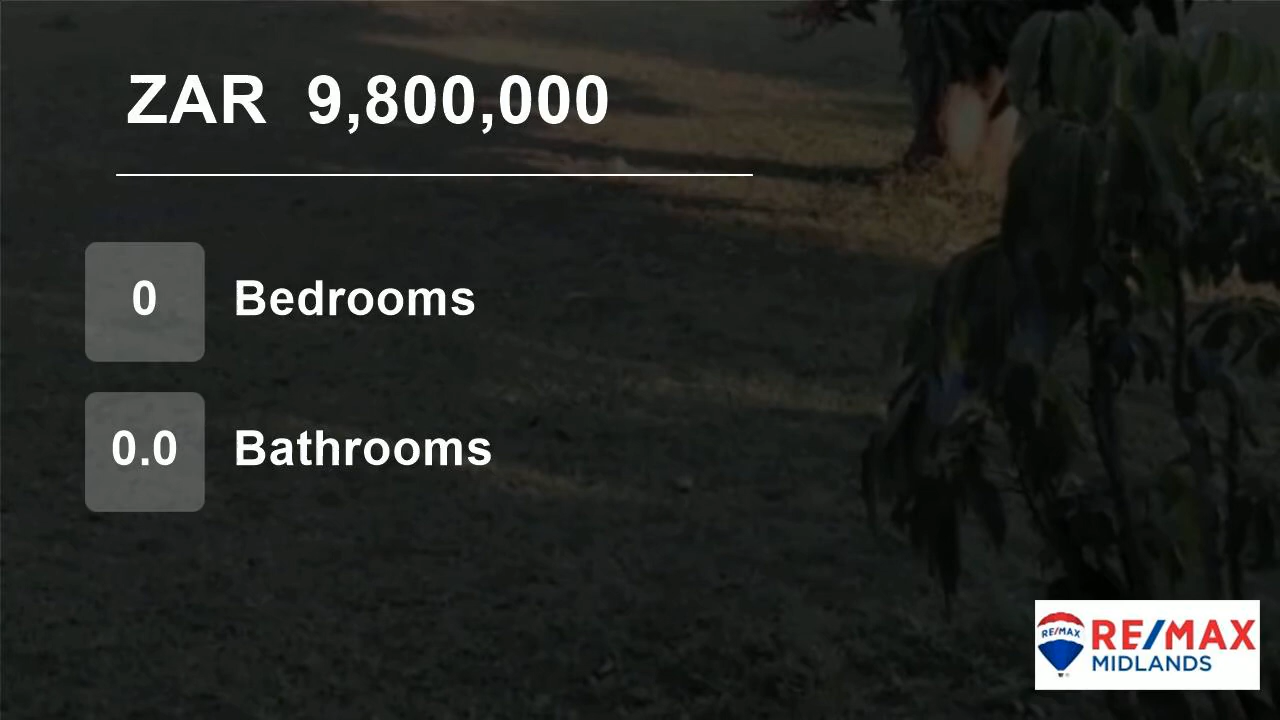 ZAR 9,800,000
0 Bedrooms
0.0 Bathrooms
RE/MAX
RE/MAX
MIDLANDS